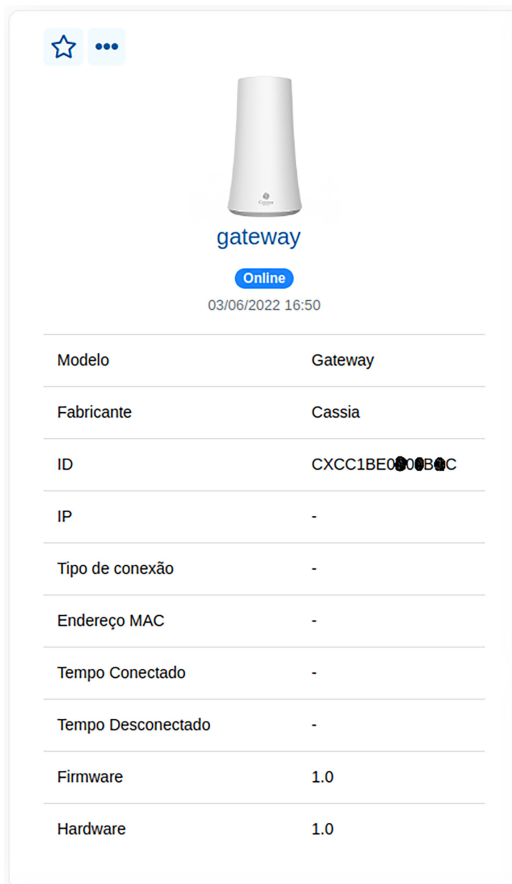 gateway
Online
03/06/2022 16:50
Modelo Gateway
Fabricante Cassia
ID
IP -
Tipo de conexão -
Endereço MAC -
Tempo Conectado -
Tempo Desconectado -
Firmware 1.0
Hardware 1.0